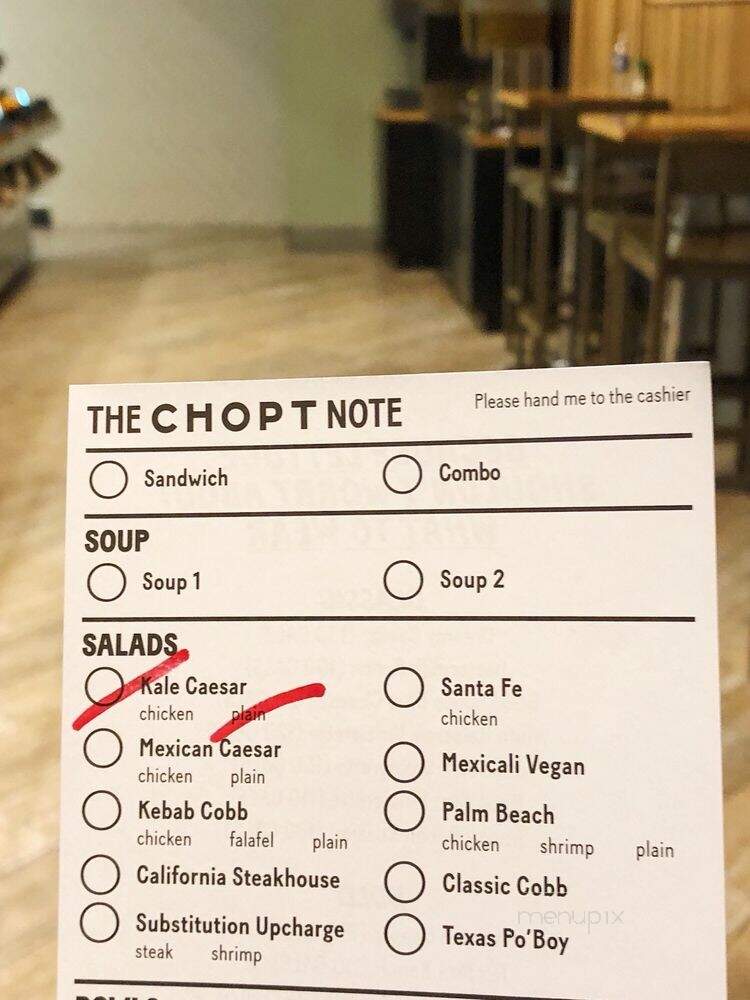 THE CHOPT NOTE Please hand me to the cashier
Sandwich Combo
SOUP
Soup 1 Soup 2
SALADS
Kale Caesar Santa Fe
chicken plain chicken
Mexican Caesar Mexicali Vegan
chicken plain
Kebab Cobb Palm Beach
chicken falafel plain chicken shrimp plain
California Steakhouse Classic Cobb
menupix
Substitution Upcharge Texas Po'Boy
steak shrimp